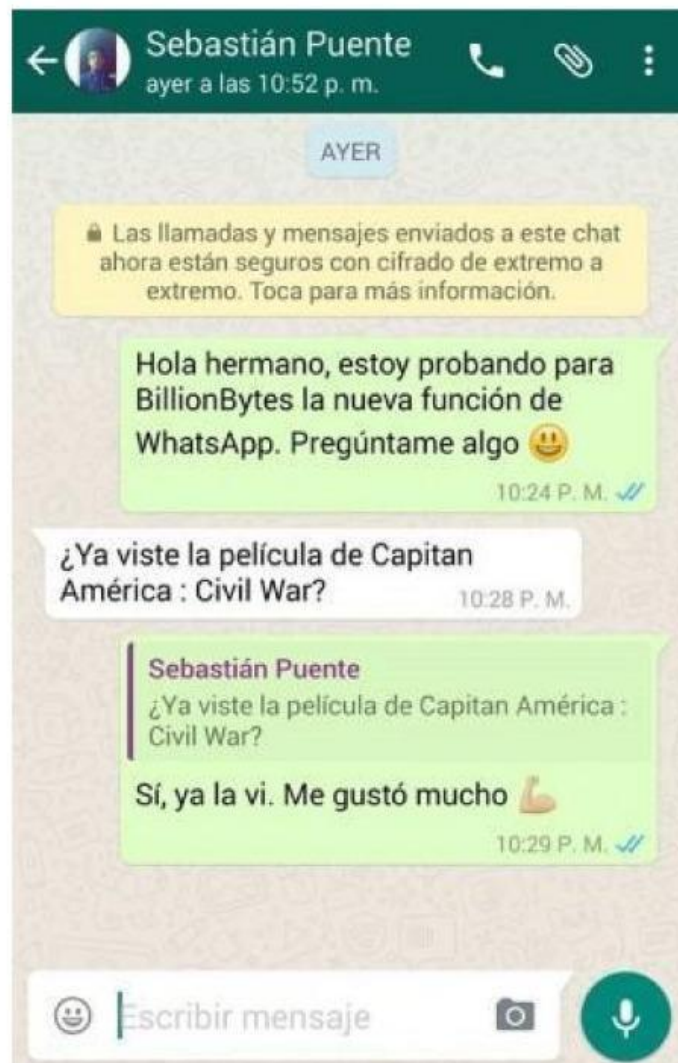 Sebastián Puente
ayer a las 10:52 p. m.
AYER
Las llamadas y mensajes enviados a este chat
ahora están seguros con cifrado de extremo a
extremo. Toca para más información.
Hola hermano, estoy probando para
BillionBytes la nueva función de
WhatsApp. Pregúntame algo 😃
10:24 P. M.
¿Ya viste la película de Capitan
América : Civil War?
10:28 P. M.
Sebastián Puente
¿Ya viste la película de Capitan América :
Civil War?
Sí, ya la vi. Me gustó mucho 💪
10:29 P. M.
Escribir mensaje